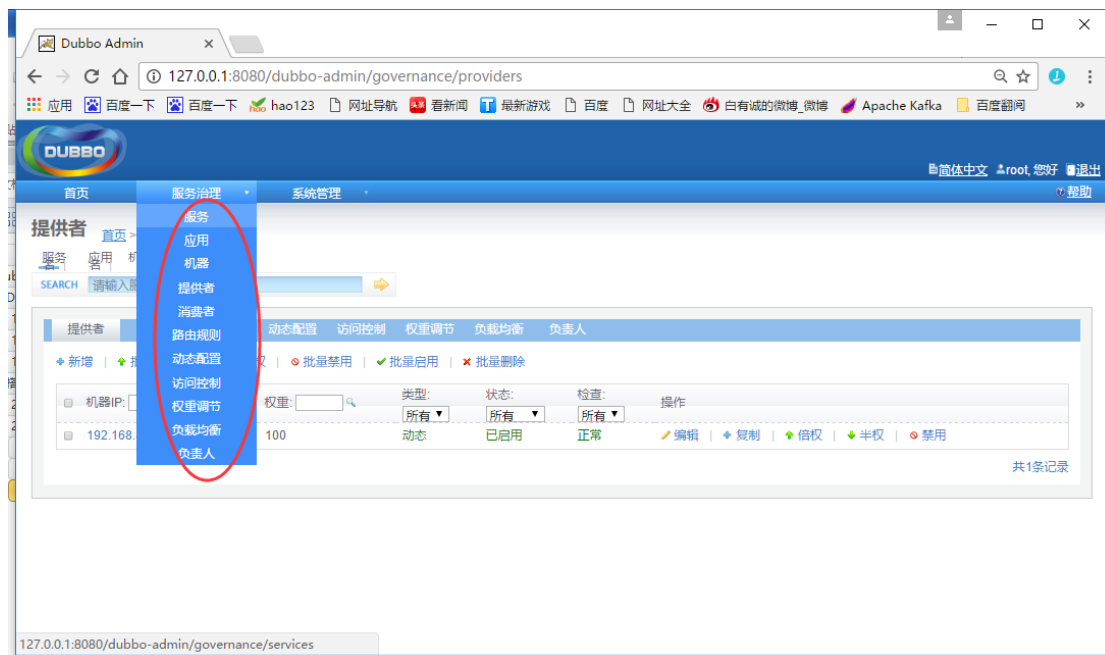 Dubbo Admin
127.0.0.1:8080/dubbo-admin/governance/providers
应用 百度一下 百度一下 hao123 网址导航 看新闻 最新游戏 百度 网址大全 白有诚的微博_微博 Apache Kafka 百度翻阅 »
DUBBO
简体中文 root, 您好 退出
首页 服务治理 系统管理 帮助
服务
应用
机器
提供者
消费者
路由规则
动态配置
访问控制
权重调节
负载均衡
负责人
提供者 首页 >
服务 应用
SEARCH 请输入
提供者 动态配置 访问控制 权重调节 负载均衡 负责人
新增 | 批量禁用 | 批量启用 | 批量删除
机器IP: 权重: 类型: 状态: 检查: 操作
所有 所有 所有
192.168. 100 动态 已启用 正常 编辑 | 复制 | 倍权 | 半权 | 禁用
共1条记录
127.0.0.1:8080/dubbo-admin/governance/services